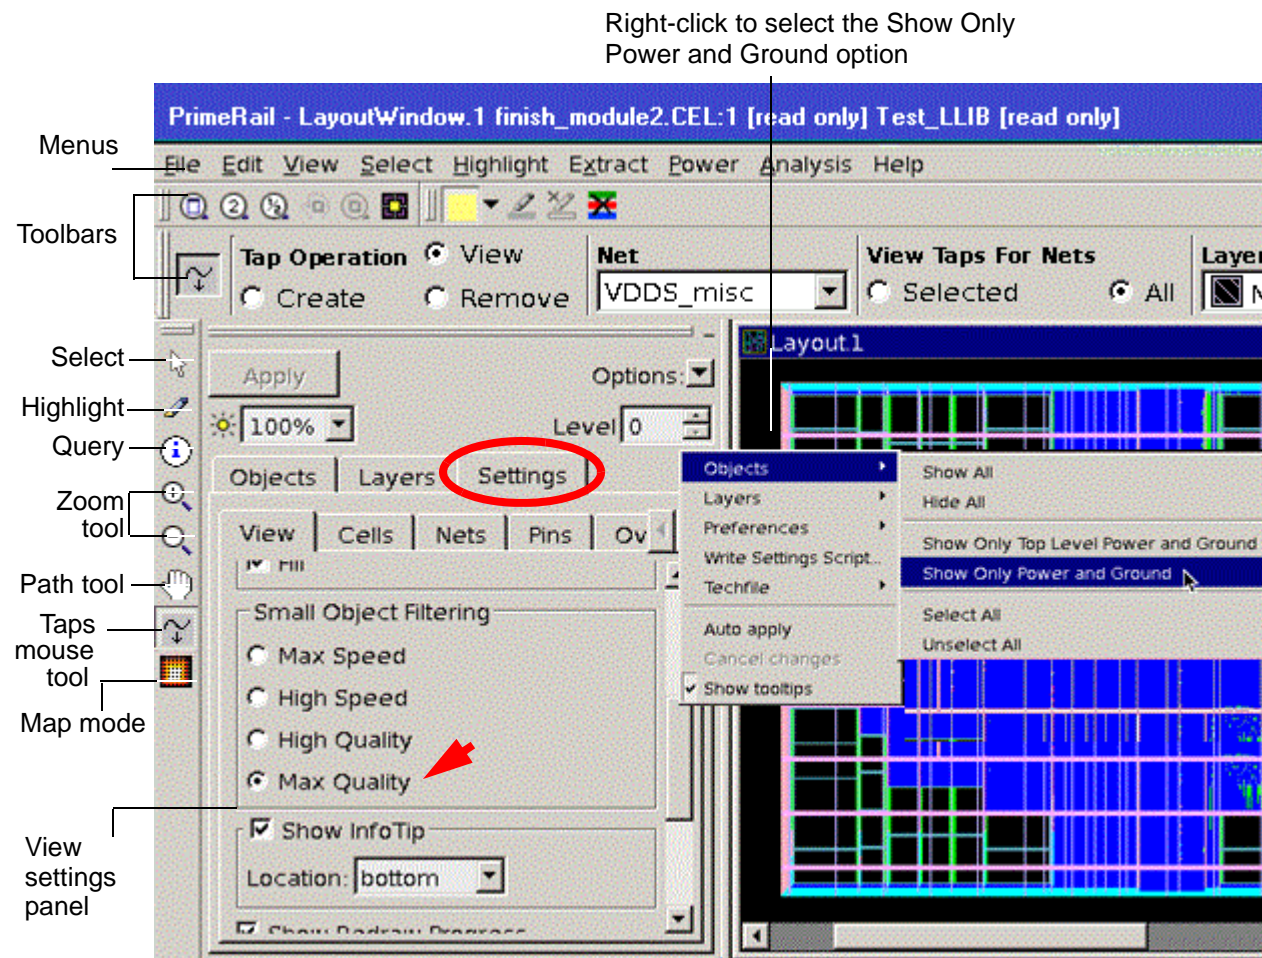 Right-click to select the Show Only
Power and Ground option
PrimeRail - LayoutWindow.1 finish_module2.CEL:1 [read only] Test_LLIB [read only]
Menus
File Edit View Select Highlight Extract Power Analysis Help
Toolbars
Tap Operation View Net View Taps For Nets Layer
Create Remove VDDS_misc Selected All
Layout.1
Select
Apply Options:
Highlight
100% Level 0
Query
Objects Layers Settings
Zoom
tool
View Cells Nets Pins Ov
Fill
Objects Show All
Layers Hide All
Preferences Show Only Top Level Power and Ground
Write Settings Script...
Techfile Show Only Power and Ground
Auto apply Select All
Cancel changes Unselect All
Show tooltips
Path tool
Taps
mouse
tool
Map mode
Small Object Filtering
Max Speed
High Speed
High Quality
Max Quality
Show InfoTip
Location: bottom
Show Redraw Progress
View
settings
panel